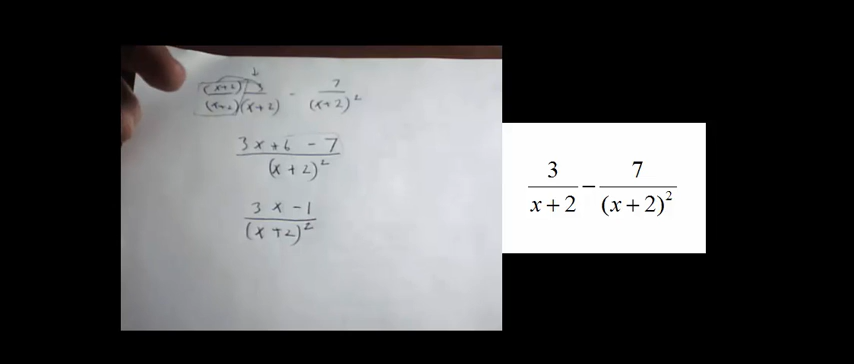 (x+2) 3 / (x+2)(x+2) - 7 / (x+2)²
3x+6 - 7 / (x+2)²
3x-1 / (x+2)²
3 / x+2 − 7 / (x+2)²